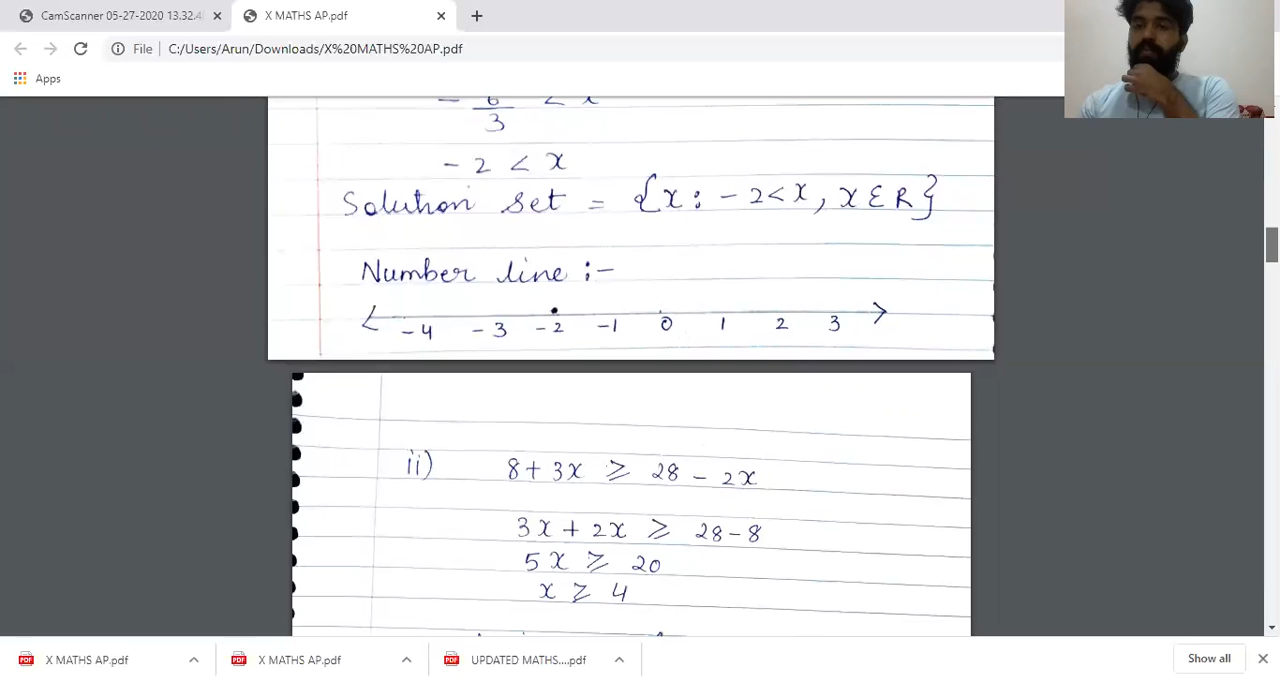 CamScanner 05-27-2020 13.32.4
X MATHS AP.pdf
File C:/Users/Arun/Downloads/X%20MATHS%20AP.pdf
Apps
- 6/3 < x
- 2 < x
Solution set = {x : - 2 < x, x ε R}
Number line :-
-4 -3 -2 -1 0 1 2 3
ii) 8 + 3x ≥ 28 - 2x
3x + 2x ≥ 28 - 8
5x ≥ 20
x ≥ 4
X MATHS AP.pdf X MATHS AP.pdf UPDATED MATHS....pdf Show all